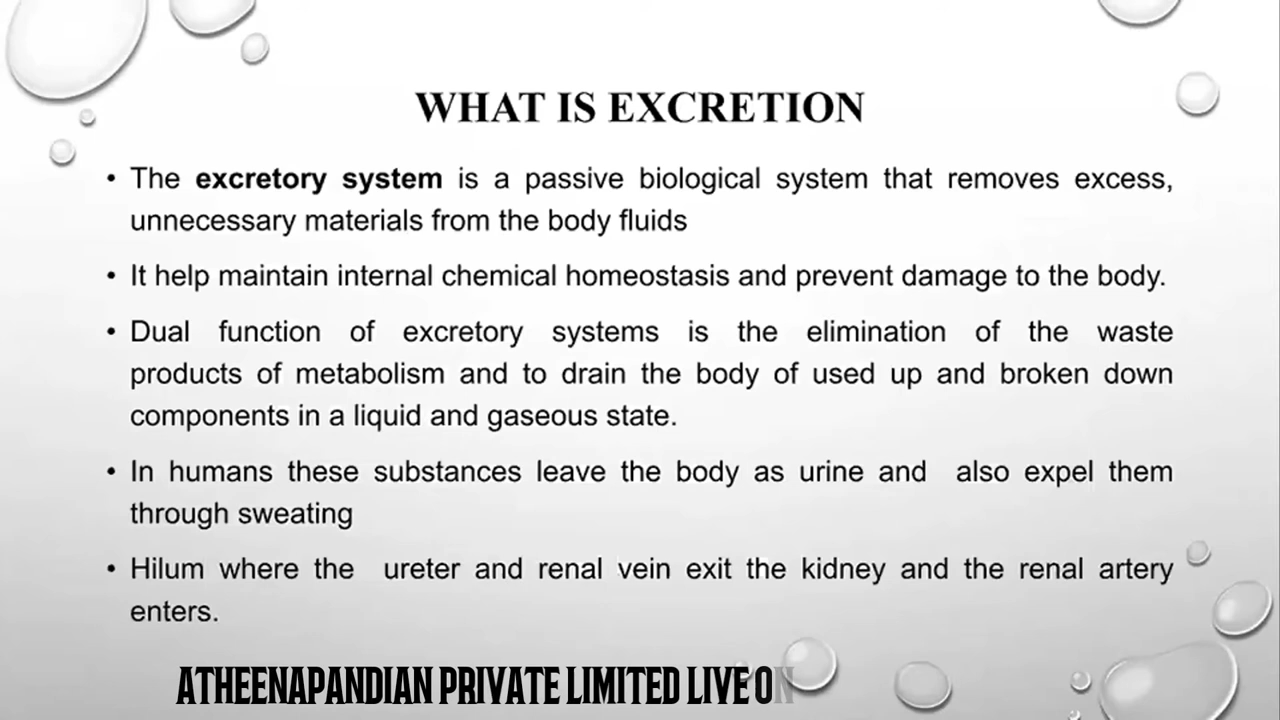 WHAT IS EXCRETION
• The excretory system is a passive biological system that removes excess,
unnecessary materials from the body fluids
• It help maintain internal chemical homeostasis and prevent damage to the body.
• Dual function of excretory systems is the elimination of the waste
products of metabolism and to drain the body of used up and broken down
components in a liquid and gaseous state.
• In humans these substances leave the body as urine and also expel them
through sweating
• Hilum where the ureter and renal vein exit the kidney and the renal artery
enters.
ATHEENAPANDIAN PRIVATE LIMITED LIVE ON